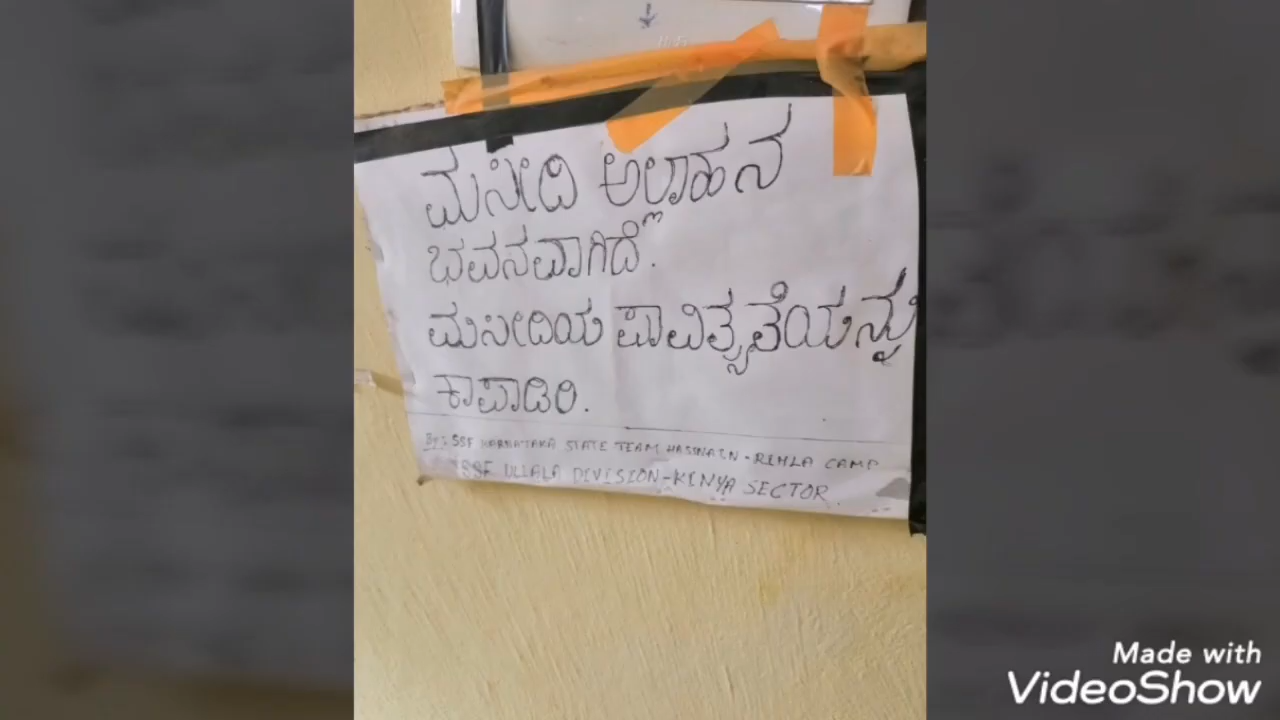 ಮಸೀದಿ ಅಲ್ಲಾಹನ
ಭವನವಾಗಿದೆ.
ಮಸೀದಿಯ ಪಾವಿತ್ರ್ಯತೆಯನ್ನು
ಕಾಪಾಡಿರಿ.
By: SSF KARNATAKA STATE TEAM HASNAIN - REHLA CAMP
SSF ULLALA DIVISION - KINYA SECTOR.
Made with
VideoShow